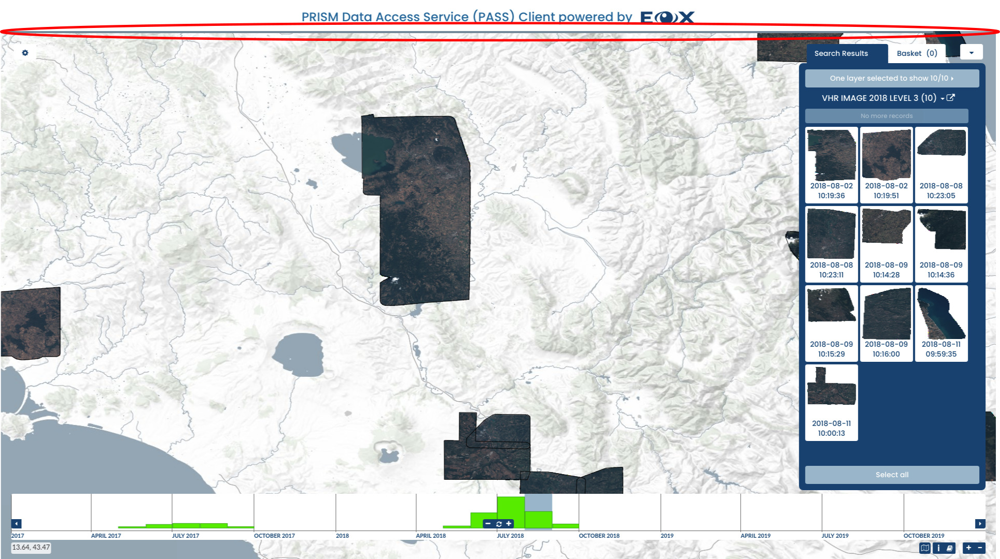 PRISM Data Access Service (PASS) Client powered by EOX
Search Results
Basket (0)
One layer selected to show 10/10
VHR IMAGE 2018 LEVEL 3 (10)
No more records
2018-08-02
10:19:36
2018-08-02
10:19:51
2018-08-08
10:23:05
2018-08-08
10:23:11
2018-08-09
10:14:28
2018-08-09
10:14:36
2018-08-09
10:15:29
2018-08-09
10:16:00
2018-08-11
09:59:35
2018-08-11
10:00:13
Select all
2017
APRIL 2017
JULY 2017
OCTOBER 2017
2018
APRIL 2018
JULY 2018
OCTOBER 2018
2019
APRIL 2019
JULY 2019
OCTOBER 2019
13.64, 43.47